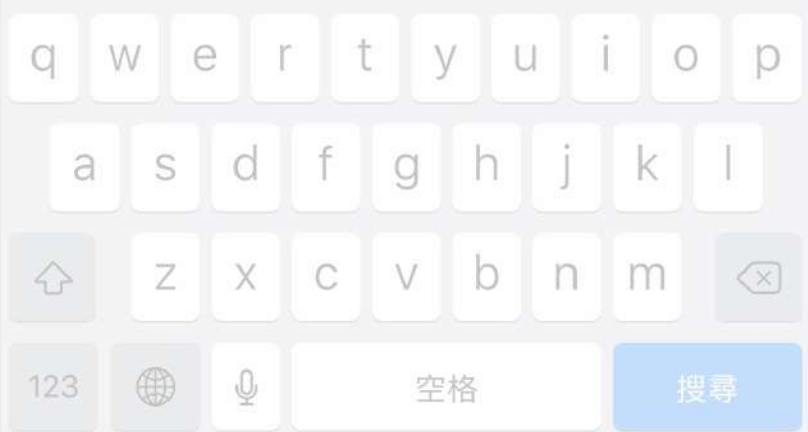 q w e r t y u i o p
a s d f g h j k l
z x c v b n m
123 空格 搜尋